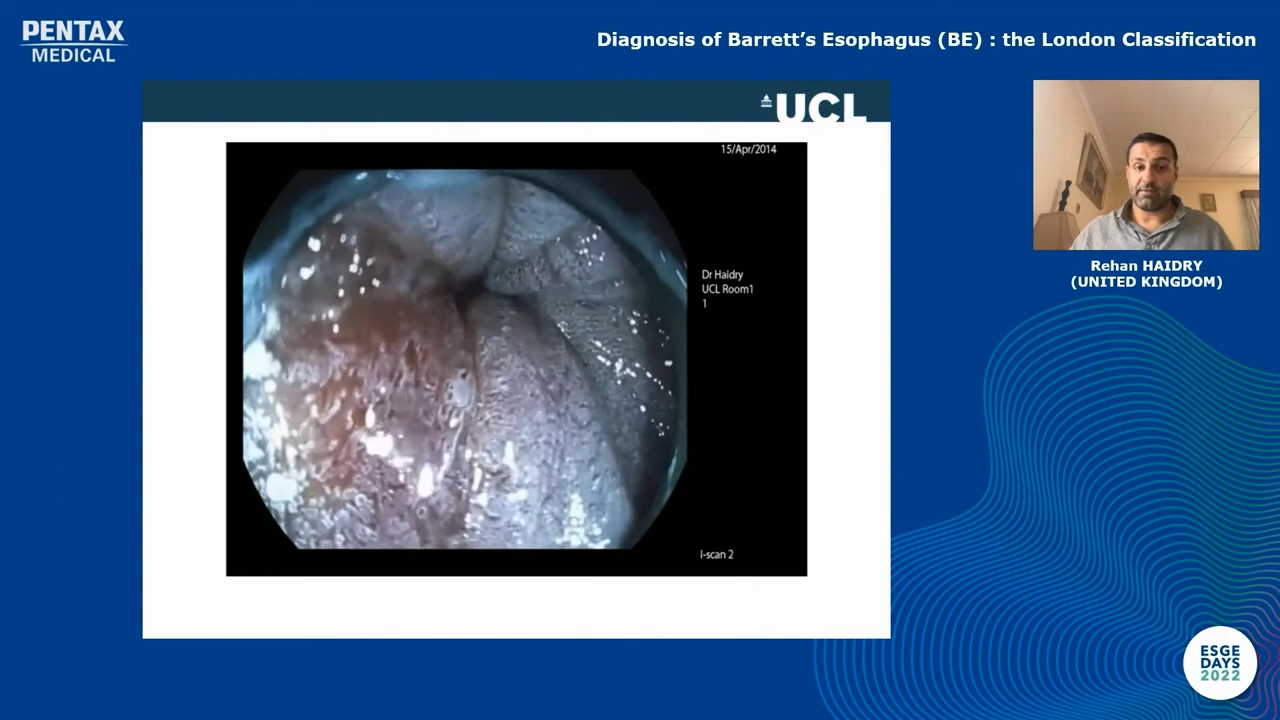 PENTAX
MEDICAL
Diagnosis of Barrett's Esophagus (BE) : the London Classification
UCL
15/Apr/2014
Dr Haidry
UCL Room1
1
i-scan 2
Rehan HAIDRY
(UNITED KINGDOM)
ESGE
DAYS
2022